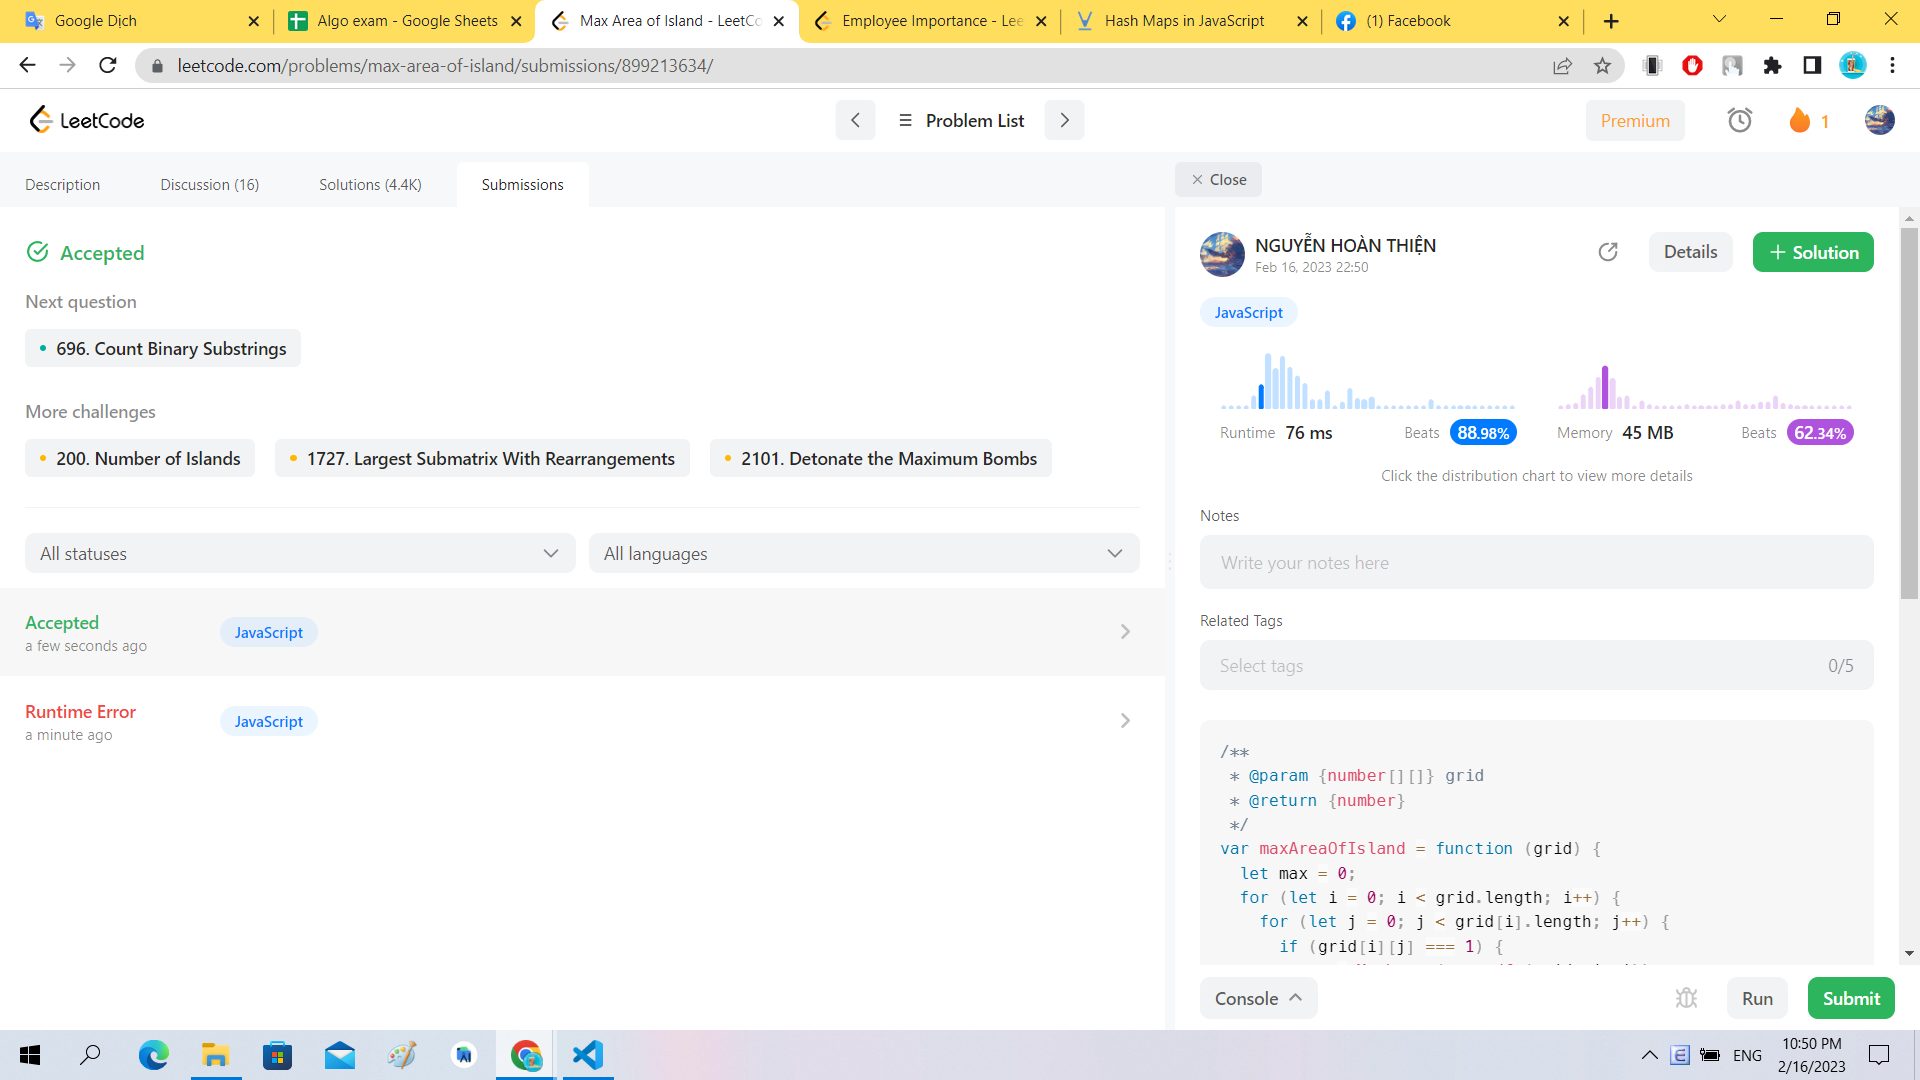 Google Dịch
Algo exam - Google Sheets
Max Area of Island - LeetCo
Employee Importance - Lee
Hash Maps in JavaScript
(1) Facebook
leetcode.com/problems/max-area-of-island/submissions/899213634/
LeetCode
Problem List
Premium
1
Description
Discussion (16)
Solutions (4.4K)
Submissions
Close
Accepted
Next question
696. Count Binary Substrings
More challenges
200. Number of Islands
1727. Largest Submatrix With Rearrangements
2101. Detonate the Maximum Bombs
All statuses
All languages
Accepted
a few seconds ago
JavaScript
Runtime Error
a minute ago
JavaScript
NGUYỄN HOÀN THIỆN
Feb 16, 2023 22:50
Details
+ Solution
JavaScript
Runtime 76 ms
Beats 88.98%
Memory 45 MB
Beats 62.34%
Click the distribution chart to view more details
Notes
Write your notes here
Related Tags
Select tags
0/5
/**
 * @param {number[][]} grid
 * @return {number}
 */
var maxAreaOfIsland = function (grid) {
  let max = 0;
  for (let i = 0; i < grid.length; i++) {
    for (let j = 0; j < grid[i].length; j++) {
      if (grid[i][j] === 1) {
Console
Run
Submit
ENG
10:50 PM
2/16/2023